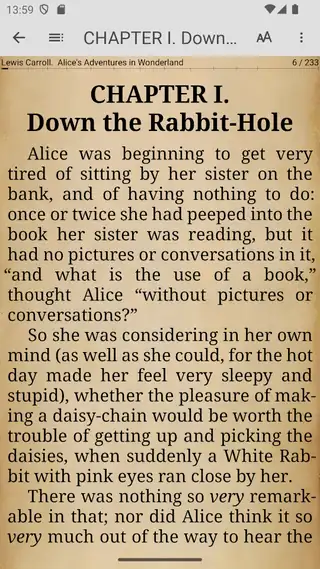 13:59
CHAPTER I. Down...
AA
Lewis Carroll. Alice's Adventures in Wonderland 6 / 233
CHAPTER I.
Down the Rabbit-Hole
Alice was beginning to get very
tired of sitting by her sister on the
bank, and of having nothing to do:
once or twice she had peeped into the
book her sister was reading, but it
had no pictures or conversations in it,
“and what is the use of a book,”
thought Alice “without pictures or
conversations?”
So she was considering in her own
mind (as well as she could, for the hot
day made her feel very sleepy and
stupid), whether the pleasure of mak-
ing a daisy-chain would be worth the
trouble of getting up and picking the
daisies, when suddenly a White Rab-
bit with pink eyes ran close by her.
There was nothing so very remark-
able in that; nor did Alice think it so
very much out of the way to hear the